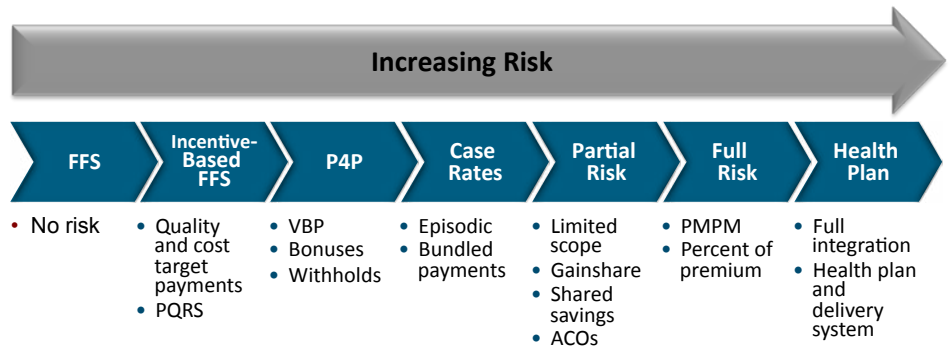 Increasing Risk
FFS
Incentive-
Based
FFS
P4P
Case
Rates
Partial
Risk
Full
Risk
Health
Plan
• No risk
• Quality
and cost
target
payments
• PQRS
• VBP
• Bonuses
• Withholds
• Episodic
• Bundled
payments
• Limited
scope
• Gainshare
• Shared
savings
• ACOs
• PMPM
• Percent of
premium
• Full
integration
• Health plan
and
delivery
system